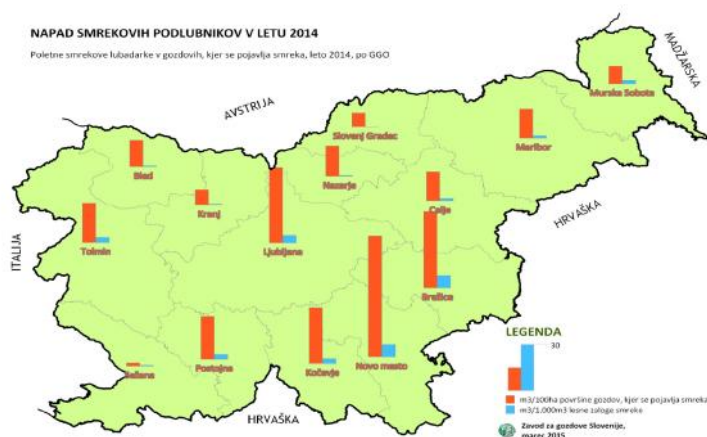 NAPAD SMREKOVIH PODLUBNIKOV V LETU 2014
Poletne smrekove lubadarke v gozdovih, kjer se pojavlja smreka, leto 2014, po GGO
MADŽARSKA
Murska Sobota
AVSTRIJA
Slovenj Gradec
Maribor
Bled
Nazarje
Kranj
Celje
HRVAŠKA
ITALIJA
Tolmin
Ljubljana
Brežice
LEGENDA
30
Sežana
Postojna
Kočevje
Novo mesto
m3/100ha površine gozdov, kjer se pojavlja smreka
m3/1.000m3 lesne zaloge smreke
HRVAŠKA
Zavod za gozdove Slovenije,
marec 2015